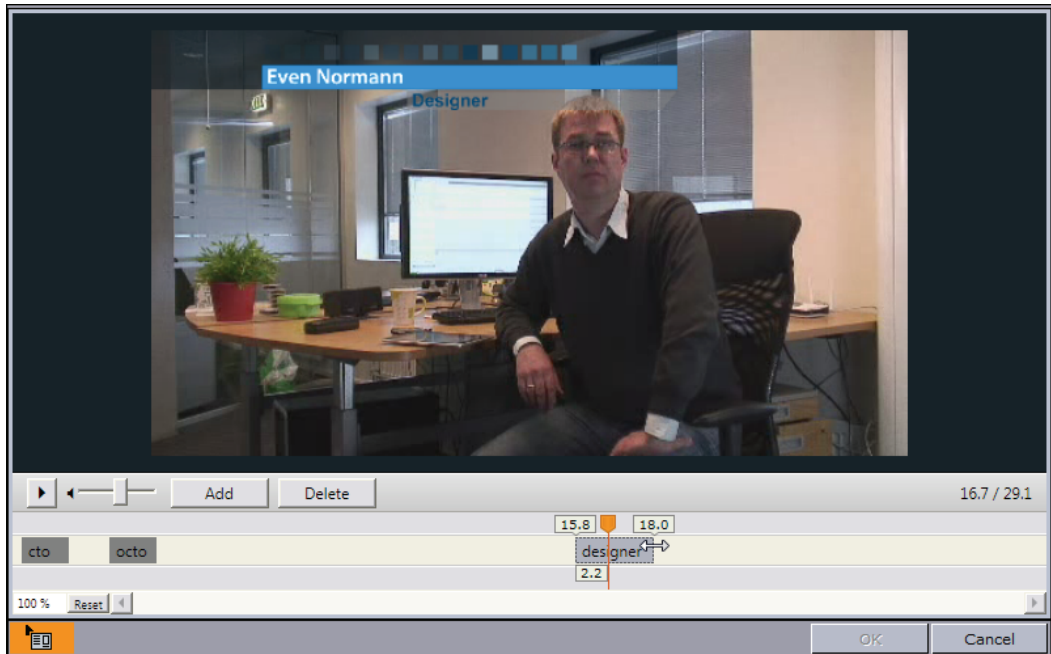 Even Normann
Designer
Add Delete 16.7 / 29.1
15.8 18.0
cto octo designer
2.2
100 % Reset
OK Cancel